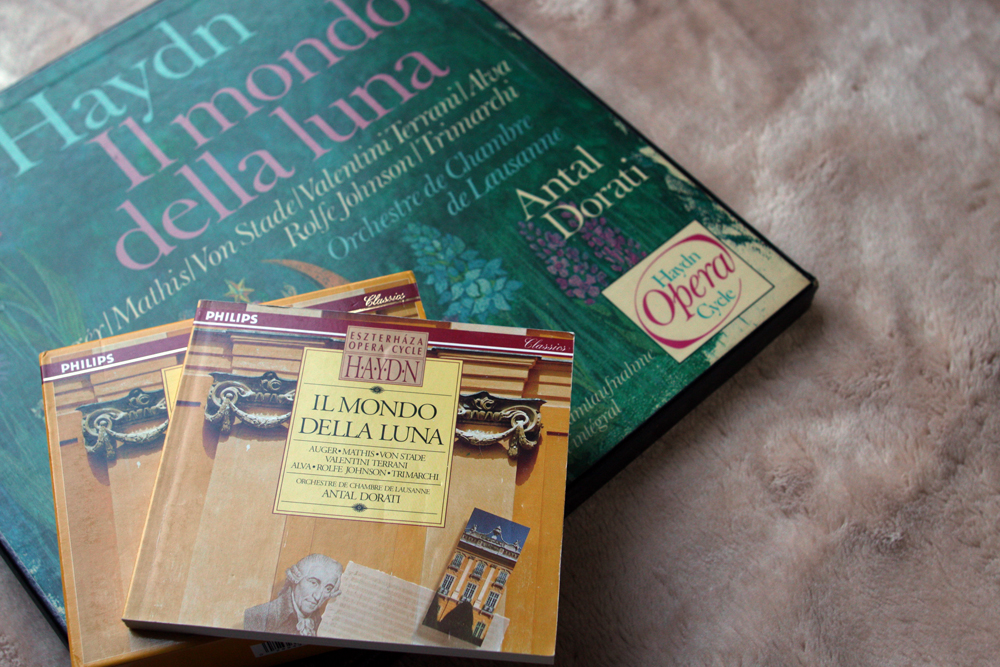 Haydn
Il mondo
della luna
Mathis/Von Stade/Valentini Terrani/Alva
Rolfe Johnson/Trimarchi
Orchestre de Chambre
de Lausanne
Antal
Dorati
Haydn
Opera
Cycle
intégal
Classics
PHILIPS
PHILIPS
Classics
ESZTERHÁZA
OPERA CYCLE
H·A·Y·D·N
IL MONDO
DELLA LUNA
AUGER • MATHIS • VON STADE
VALENTINI TERRANI
ALVA • ROLFE JOHNSON • TRIMARCHI
ORCHESTRE DE CHAMBRE DE LAUSANNE
ANTAL DORATI